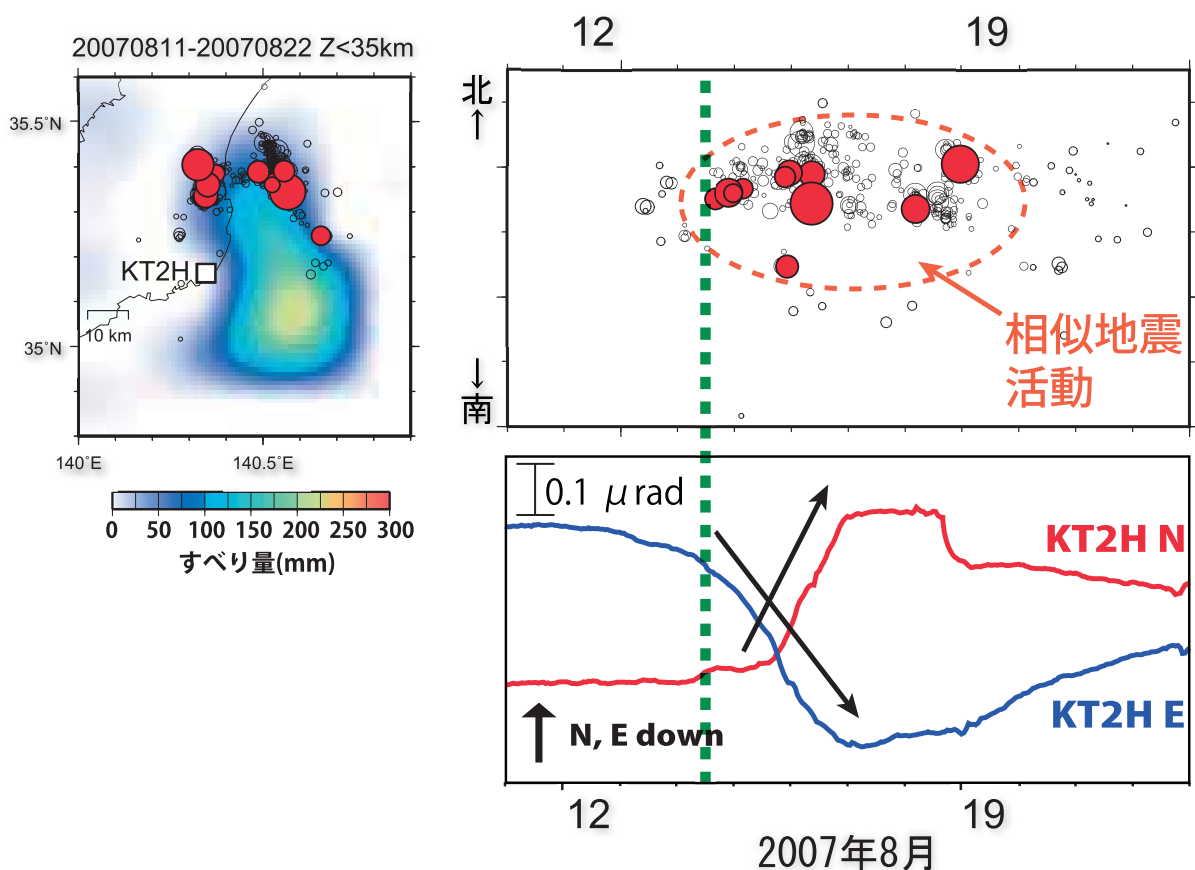 20070811-20070822 Z<35km
35.5°N
35°N
KT2H
10 km
140°E
140.5°E
0 50 100 150 200 250 300
すべり量(mm)
12 19
北
↑
↓
南
相似地震
活動
0.1 μrad
KT2H N
KT2H E
N, E down
12 19
2007年8月